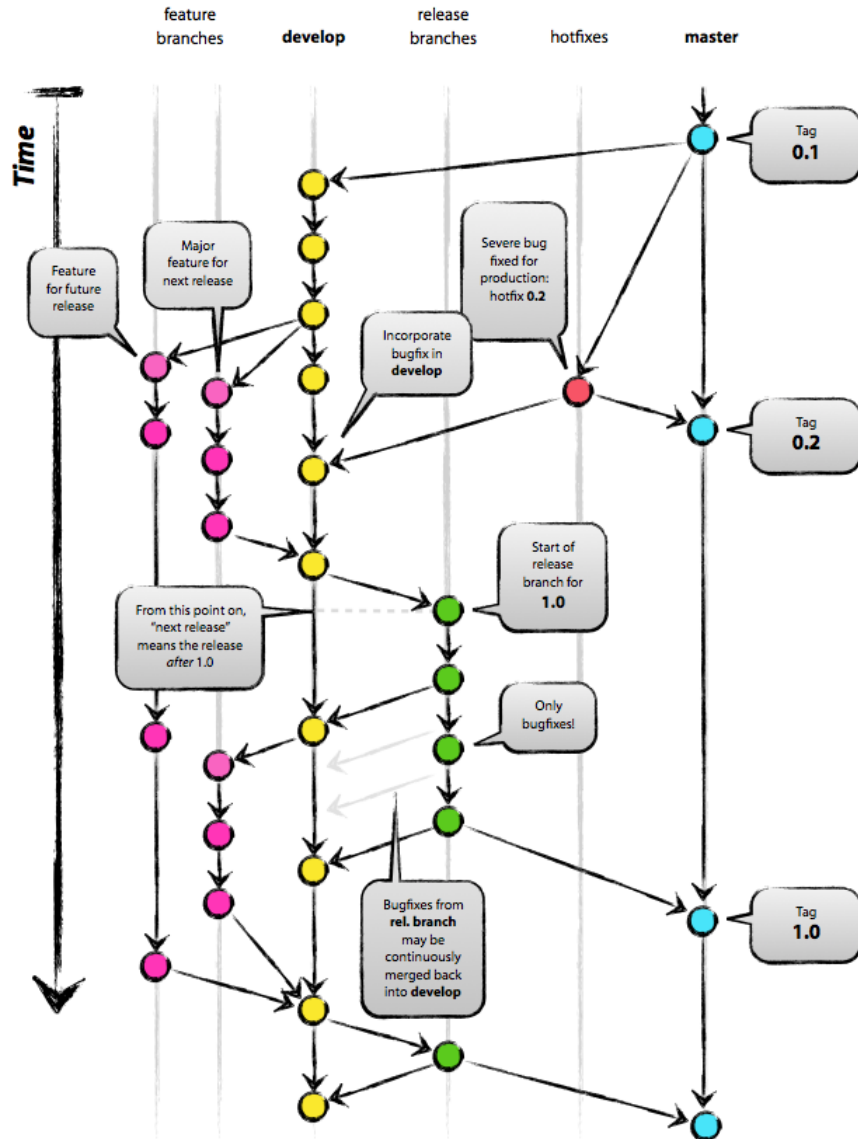 feature
branches
develop
release
branches
hotfixes
master
Time
Tag
0.1
Major
feature for
next release
Severe bug
fixed for
production:
hotfix 0.2
Feature
for future
release
Incorporate
bugfix in
develop
Tag
0.2
Start of
release
branch for
1.0
From this point on,
“next release”
means the release
after 1.0
Only
bugfixes!
Bugfixes from
rel. branch
may be
continuously
merged back
into develop
Tag
1.0